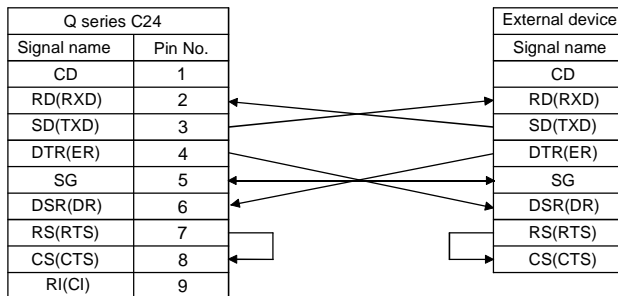 Q series C24 External device
Signal name Pin No. Signal name
CD 1 CD
RD(RXD) 2 RD(RXD)
SD(TXD) 3 SD(TXD)
DTR(ER) 4 DTR(ER)
SG 5 SG
DSR(DR) 6 DSR(DR)
RS(RTS) 7 RS(RTS)
CS(CTS) 8 CS(CTS)
RI(CI) 9